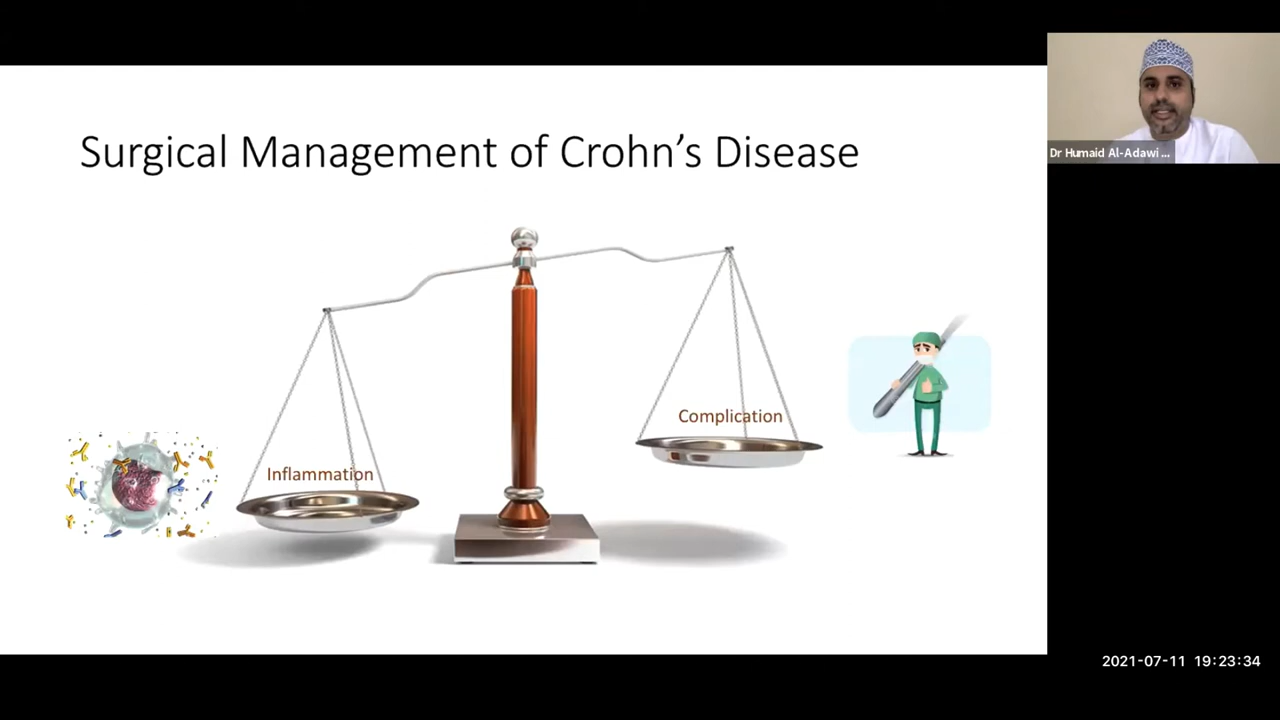 Surgical Management of Crohn’s Disease
Dr Humaid Al-Adawi ...
Complication
Inflammation
2021-07-11 19:23:34